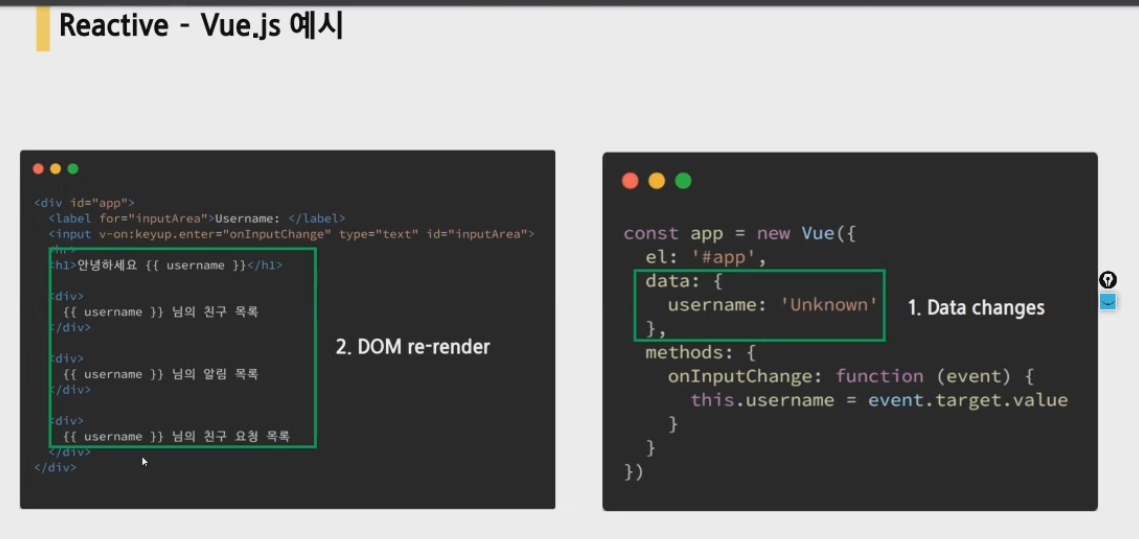 Reactive - Vue.js 예시
<div id="app">
<label for="inputArea">Username: </label>
<input v-on:keyup.enter="onInputChange" type="text" id="inputArea">
<hr>
<h1>안녕하세요 {{ username }}</h1>
<div>
{{ username }} 님의 친구 목록
</div>
<div>
{{ username }} 님의 알림 목록
</div>
<div>
{{ username }} 님의 친구 요청 목록
</div>
</div>
2. DOM re-render
const app = new Vue({
el: '#app',
data: {
username: 'Unknown'
},
1. Data changes
methods: {
onInputChange: function (event) {
this.username = event.target.value
}
}
})